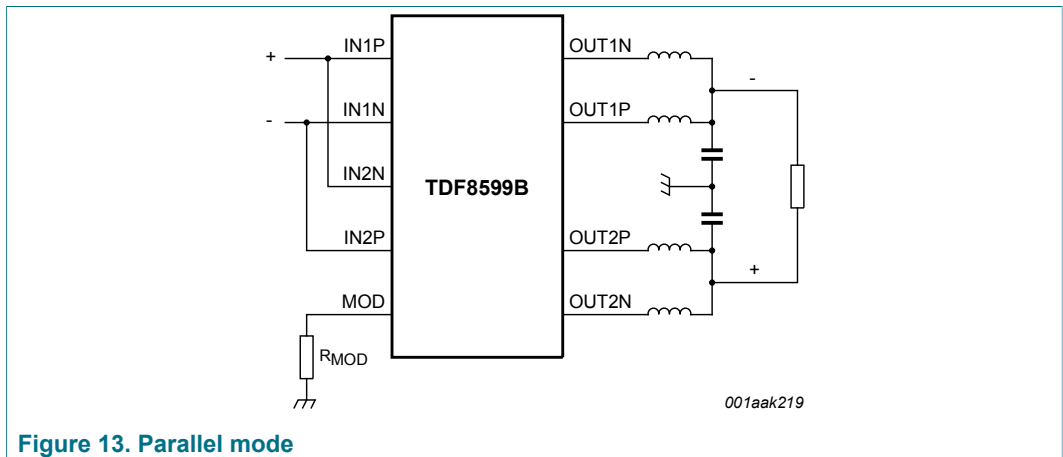 IN1P
OUT1N
+
-
IN1N
OUT1P
-
IN2N
TDF8599B
IN2P
OUT2P
+
MOD
OUT2N
RMOD
001aak219
Figure 13. Parallel mode